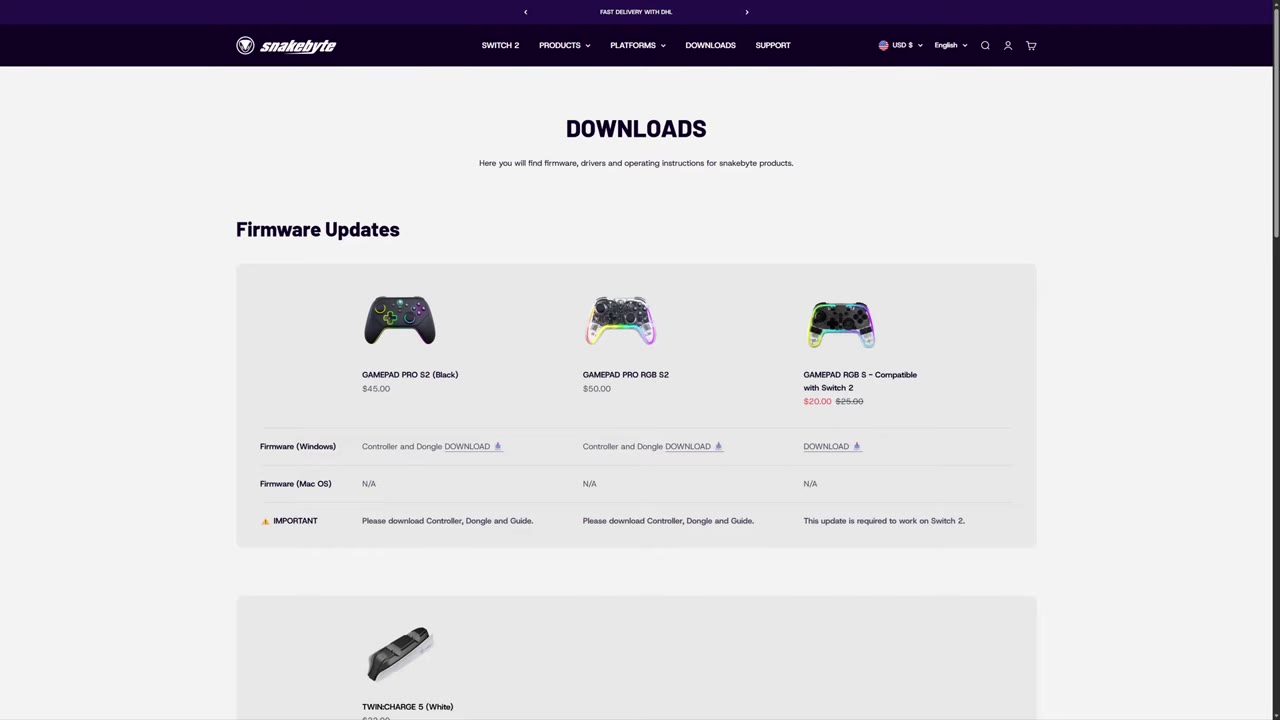 FAST DELIVERY WITH DHL
snakebyte
SWITCH 2 PRODUCTS PLATFORMS DOWNLOADS SUPPORT USD $ English
DOWNLOADS
Here you will find firmware, drivers and operating instructions for snakebyte products.
Firmware Updates
GAMEPAD PRO S2 (Black) GAMEPAD PRO RGB S2 GAMEPAD RGB S - Compatible
with Switch 2
$45.00 $50.00 $20.00 $25.00
Firmware (Windows) Controller and Dongle DOWNLOAD Controller and Dongle DOWNLOAD DOWNLOAD
Firmware (Mac OS) N/A N/A N/A
IMPORTANT Please download Controller, Dongle and Guide. Please download Controller, Dongle and Guide. This update is required to work on Switch 2.
TWIN:CHARGE 5 (White)